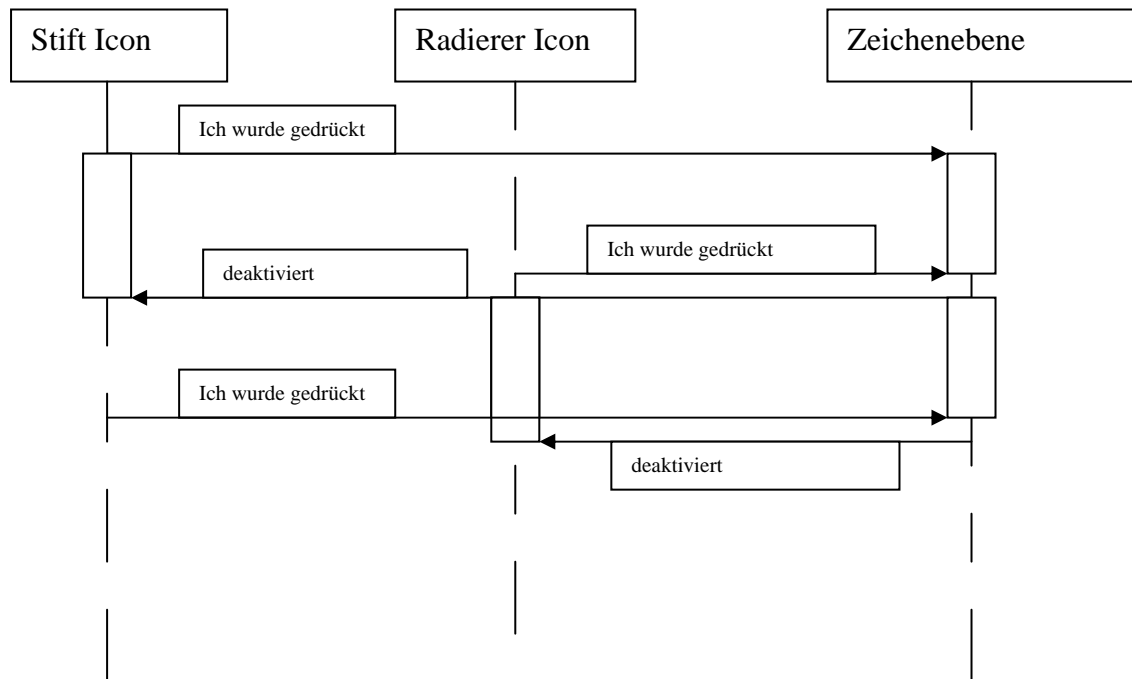 Stift Icon
Radierer Icon
Zeichenebene
Ich wurde gedrückt
Ich wurde gedrückt
deaktiviert
Ich wurde gedrückt
deaktiviert